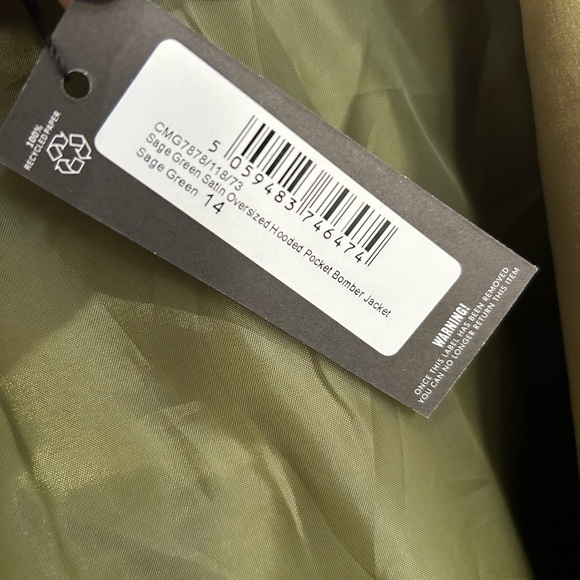 100%
RECYCLED PAPER
5 059483 746474
CMG7878/118/73
Sage Green Satin Oversized Hooded Pocket Bomber Jacket
Sage Green 14
WARNING!
ONCE THIS LABEL HAS BEEN REMOVED
YOU CAN NO LONGER RETURN THIS ITEM